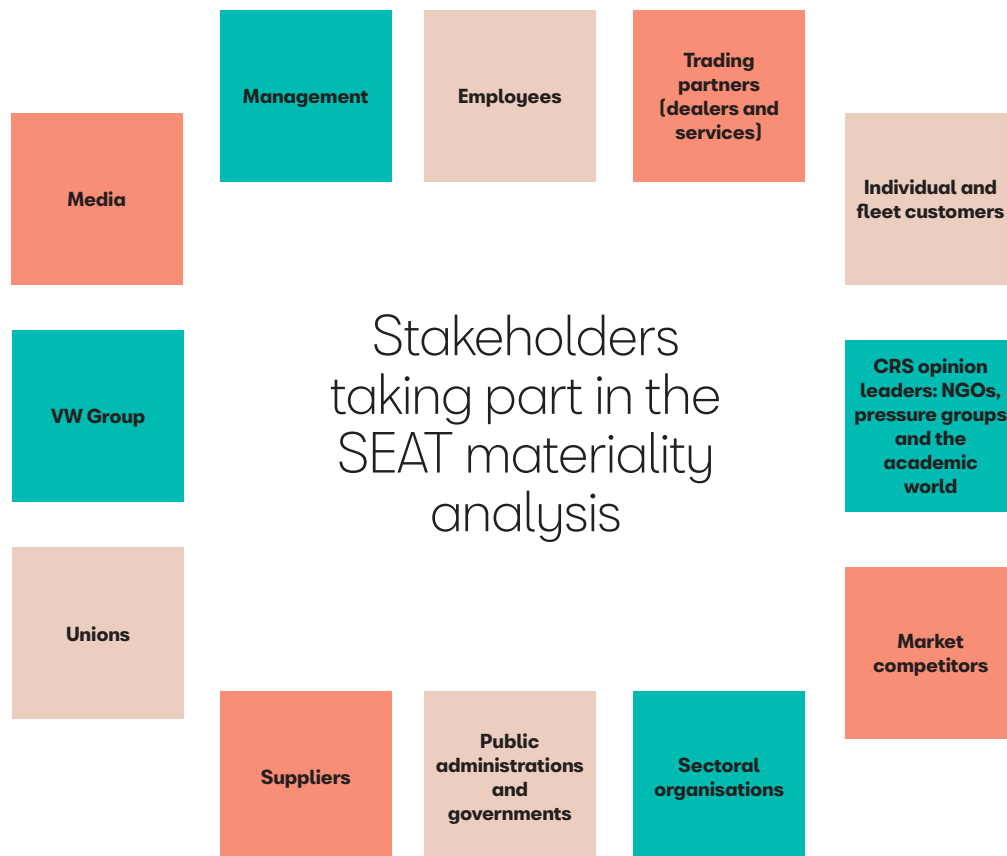 Management
Employees
Trading
partners
(dealers and
services)
Media
Individual and
fleet customers
Stakeholders
taking part in the
SEAT materiality
analysis
VW Group
CRS opinion
leaders: NGOs,
pressure groups
and the
academic
world
Unions
Market
competitors
Suppliers
Public
administrations
and
governments
Sectoral
organisations